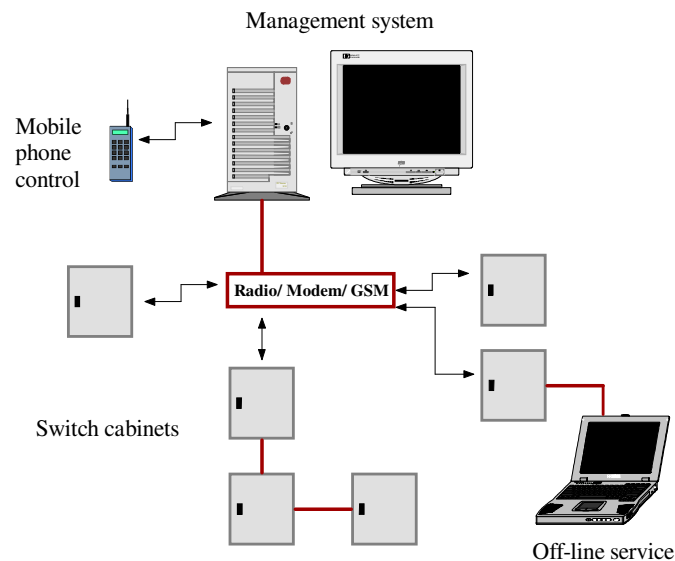 Management system
Mobile
phone
control
Radio/ Modem/ GSM
Switch cabinets
Off-line service